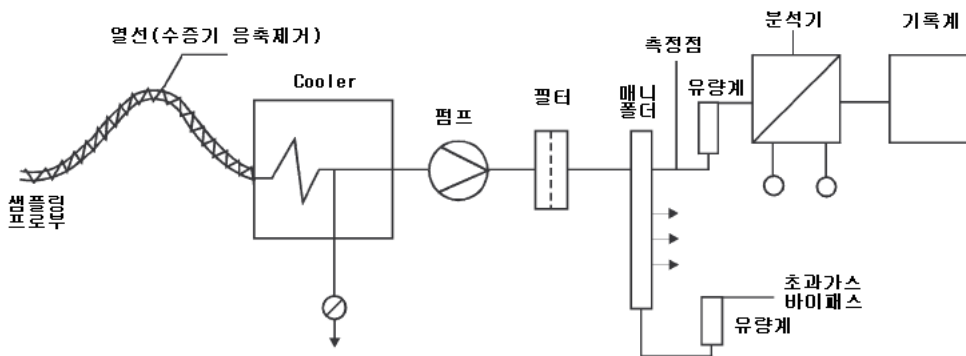 열선(수증기 응축제거)
Cooler
펌프
필터
매니
폴더
측정점
유량계
분석기
기록계
샘플링
프로부
초과가스
바이패스
유량계